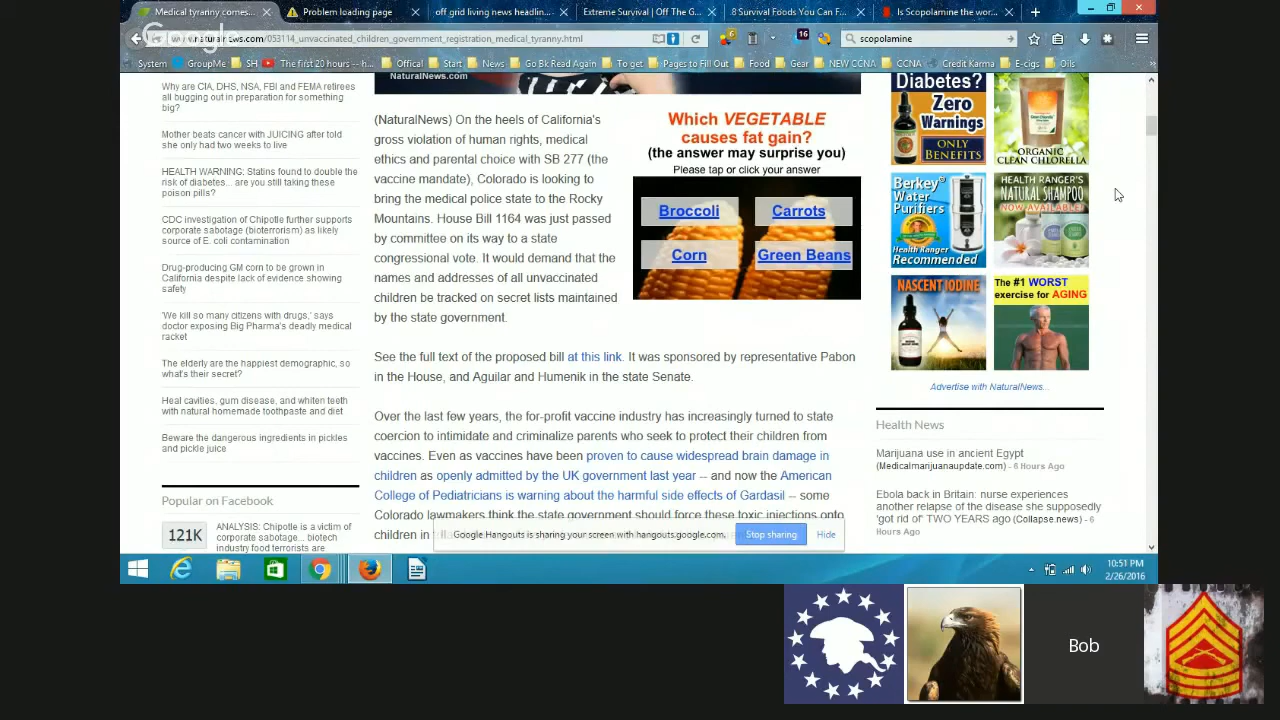 Medical tyranny comes...
Problem loading page
off grid living news headlin...
Extreme Survival | Off The G...
8 Survival Foods You Can F...
Is Scopolamine the wor...
Google
www.naturalnews.com/053114_unvaccinated_children_government_registration_medical_tyranny.html
6
16
scopolamine
System
GroupMe
SH
The first 20 hours -- h...
Offical
Start
News
Go Bk Read Again
To get
Pages to Fill Out
Food
Gear
NEW CCNA
CCNA
Credit Karma
E-cigs
Oils
Why are CIA, DHS, NSA, FBI and FEMA retirees
all bugging out in preparation for something
big?
Mother beats cancer with JUICING after told
she only had two weeks to live
HEALTH WARNING: Statins found to double the
risk of diabetes... are you still taking these
poison pills?
CDC investigation of Chipotle further supports
corporate sabotage (bioterrorism) as likely
source of E. coli contamination
Drug-producing GM corn to be grown in
California despite lack of evidence showing
safety
'We kill so many citizens with drugs,' says
doctor exposing Big Pharma's deadly medical
racket
The elderly are the happiest demographic, so
what's their secret?
Heal cavities, gum disease, and whiten teeth
with natural homemade toothpaste and diet
Beware the dangerous ingredients in pickles
and pickle juice
Popular on Facebook
121K
ANALYSIS: Chipotle is a victim of
corporate sabotage... biotech
industry food terrorists are
NaturalNews.com
(NaturalNews) On the heels of California's
gross violation of human rights, medical
ethics and parental choice with SB 277 (the
vaccine mandate), Colorado is looking to
bring the medical police state to the Rocky
Mountains. House Bill 1164 was just passed
by committee on its way to a state
congressional vote. It would demand that the
names and addresses of all unvaccinated
children be tracked on secret lists maintained
by the state government.
Which VEGETABLE
causes fat gain?
(the answer may surprise you)
Please tap or click your answer
Broccoli
Carrots
Corn
Green Beans
See the full text of the proposed bill at this link. It was sponsored by representative Pabon
in the House, and Aguilar and Humenik in the state Senate.
Over the last few years, the for-profit vaccine industry has increasingly turned to state
coercion to intimidate and criminalize parents who seek to protect their children from
vaccines. Even as vaccines have been proven to cause widespread brain damage in
children as openly admitted by the UK government last year -- and now the American
College of Pediatricians is warning about the harmful side effects of Gardasil -- some
Colorado lawmakers think the state government should force these toxic injections onto
children in
Google Hangouts is sharing your screen with hangouts.google.com.
Stop sharing
Hide
Diabetes?
Zero
Warnings
ONLY
BENEFITS
ORGANIC
CLEAN CHLORELLA
Berkey
Water
Purifiers
Health Ranger
Recommended
HEALTH RANGER'S
NATURAL SHAMPOO
NOW AVAILABLE!
NASCENT IODINE
The #1 WORST
exercise for AGING
Advertise with NaturalNews...
Health News
Marijuana use in ancient Egypt
(Medicalmarijuanaupdate.com) - 6 Hours Ago
Ebola back in Britain: nurse experiences
another relapse of the disease she supposedly
'got rid of' TWO YEARS ago (Collapse.news) - 6
Hours Ago
10:51 PM
2/26/2016
Bob